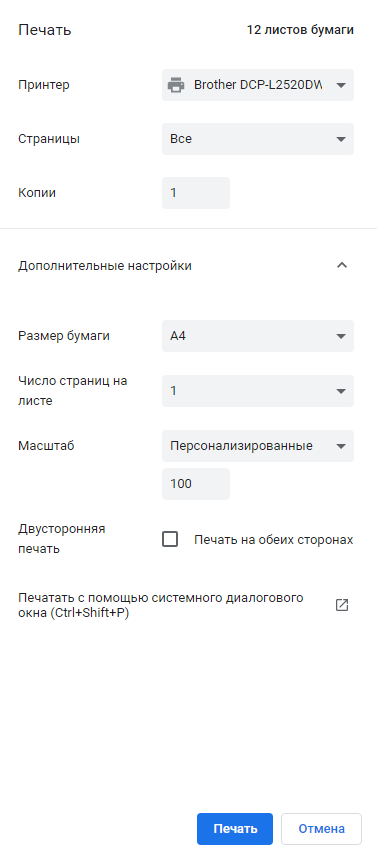 Печать 12 листов бумаги
Принтер Brother DCP-L2520DW
Страницы Все
Копии 1
Дополнительные настройки
Размер бумаги A4
Число страниц на
листе 1
Масштаб Персонализированные
100
Двусторонняя
печать Печать на обеих сторонах
Печатать с помощью системного диалогового
окна (Ctrl+Shift+P)
Печать Отмена